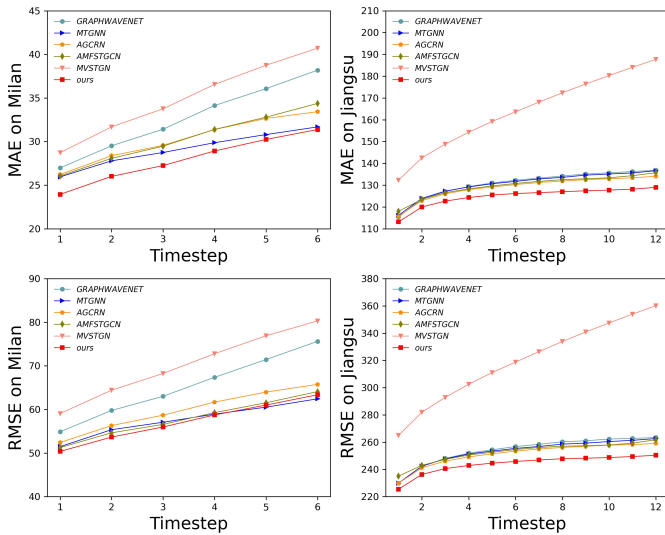 MAE on Milan
45
40
35
30
25
20
GRAPHWAVENET
MTGNN
AGCRN
AMFSTGCN
MVSTGN
ours
1 2 3 4 5 6
Timestep
MAE on Jiangsu
210
200
190
180
170
160
150
140
130
120
110
GRAPHWAVENET
MTGNN
AGCRN
AMFSTGCN
MVSTGN
ours
2 4 6 8 10 12
Timestep
RMSE on Milan
90
80
70
60
50
40
GRAPHWAVENET
MTGNN
AGCRN
AMFSTGCN
MVSTGN
ours
1 2 3 4 5 6
Timestep
RMSE on Jiangsu
380
360
340
320
300
280
260
240
220
GRAPHWAVENET
MTGNN
AGCRN
AMFSTGCN
MVSTGN
ours
2 4 6 8 10 12
Timestep